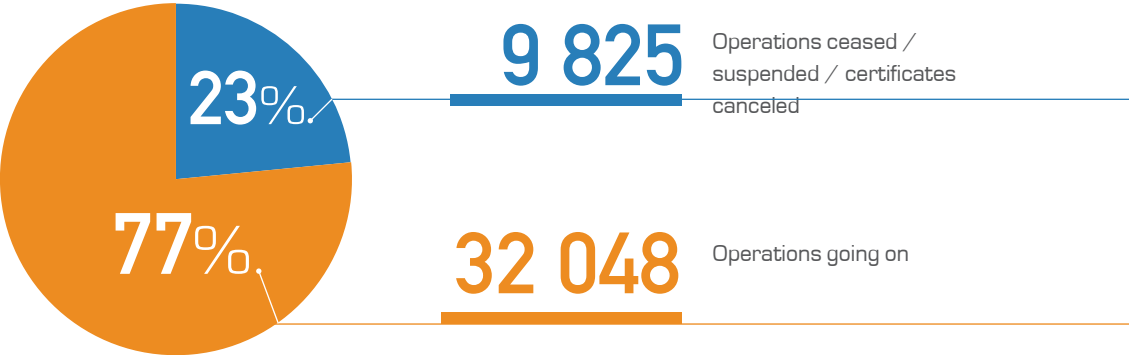 23%
9 825
Operations ceased /
suspended / certificates
canceled
77%
32 048
Operations going on